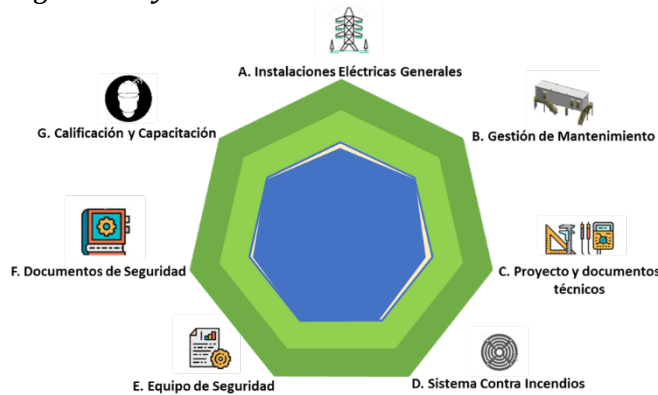 A. Instalaciones Eléctricas Generales
G. Calificación y Capacitación
B. Gestión de Mantenimiento
F. Documentos de Seguridad
C. Proyecto y documentos
técnicos
E. Equipo de Seguridad
D. Sistema Contra Incendios